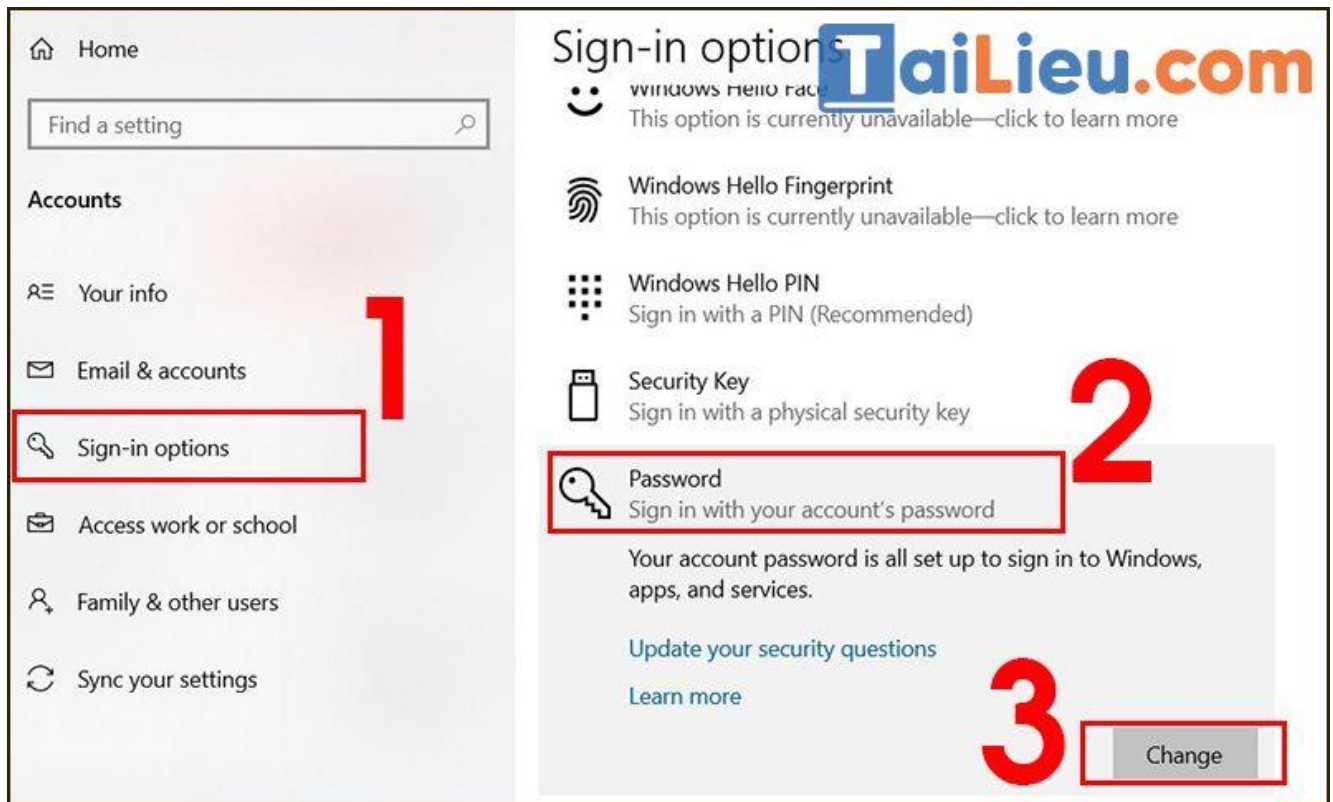 Home
Find a setting
Accounts
Your info
Email & accounts
Sign-in options
Access work or school
Family & other users
Sync your settings
1
Sign-in options
TaiLieu.com
Windows Hello Face
This option is currently unavailable—click to learn more
Windows Hello Fingerprint
This option is currently unavailable—click to learn more
Windows Hello PIN
Sign in with a PIN (Recommended)
Security Key
Sign in with a physical security key
2
Password
Sign in with your account's password
Your account password is all set up to sign in to Windows,
apps, and services.
Update your security questions
Learn more
3
Change